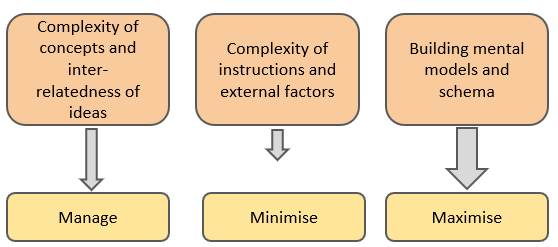 Complexity of
concepts and
inter-
relatedness of
ideas
Complexity of
instructions and
external factors
Building mental
models and
schema
Manage
Minimise
Maximise